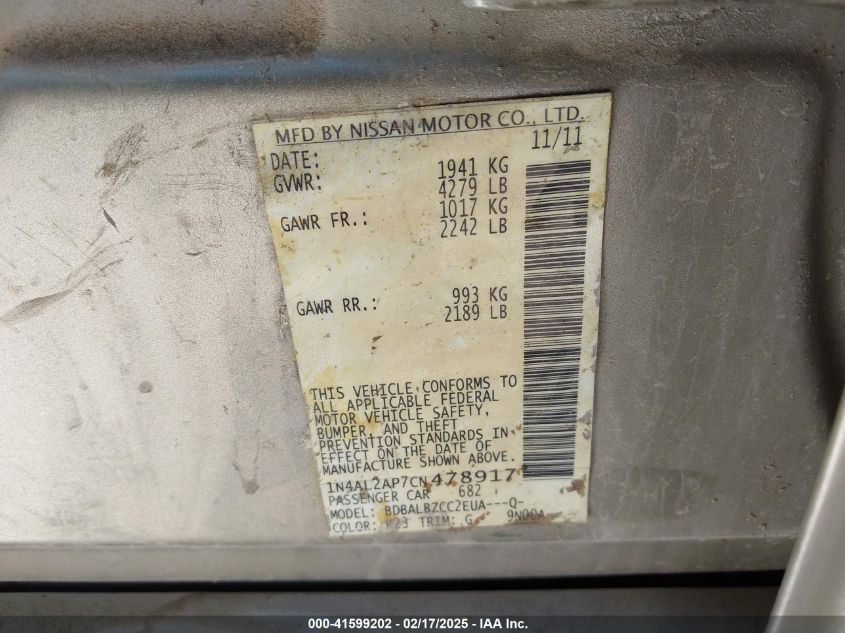 MFD BY NISSAN MOTOR CO., LTD.
DATE: 11/11
GVWR: 1941 KG
4279 LB
GAWR FR.: 1017 KG
2242 LB
GAWR RR.: 993 KG
2189 LB
THIS VEHICLE CONFORMS TO
ALL APPLICABLE FEDERAL
MOTOR VEHICLE SAFETY,
BUMPER, AND THEFT
PREVENTION STANDARDS IN
EFFECT ON THE DATE OF
MANUFACTURE SHOWN ABOVE.
1N4AL2AP7CN478917
PASSENGER CAR 682
MODEL: BDBALBZCC2EUA---Q-
COLOR: K23 TRIM: G 9N00A
000-41599202 - 02/17/2025 - IAA Inc.